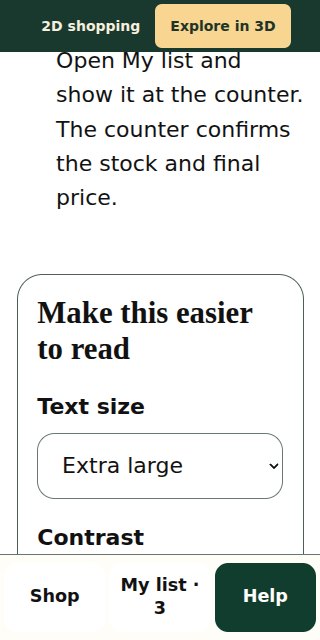 2D shopping
Explore in 3D
Open My list and
show it at the counter.
The counter confirms
the stock and final
price.
Make this easier
to read
Text size
Extra large
Contrast
Shop
My list ·
3
Help